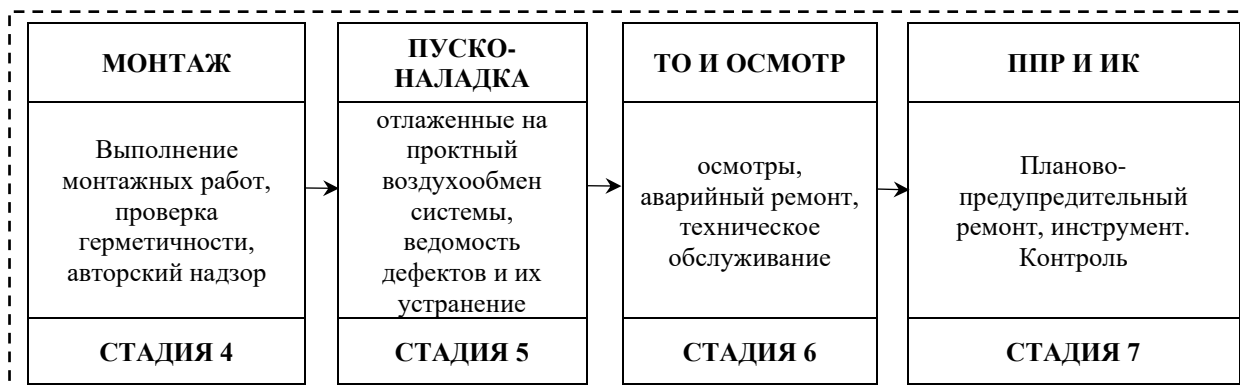 МОНТАЖ
Выполнение
монтажных работ,
проверка
герметичности,
авторский надзор
СТАДИЯ 4
ПУСКО-
НАЛАДКА
отлаженные на
проктный
воздухообмен
системы,
ведомость
дефектов и их
устранение
СТАДИЯ 5
ТО И ОСМОТР
осмотры,
аварийный ремонт,
техническое
обслуживание
СТАДИЯ 6
ППР И ИК
Планово-
предупредительный
ремонт, инструмент.
Контроль
СТАДИЯ 7